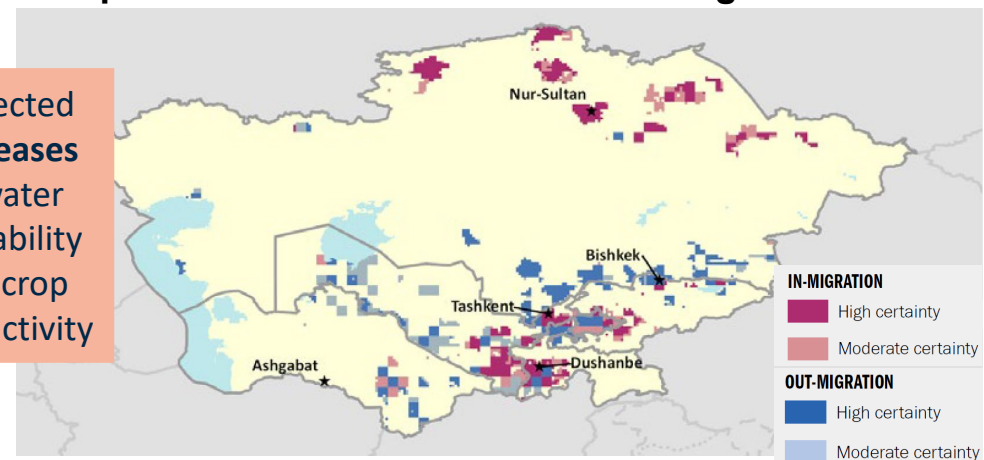 ected
eases
vater
ability
crop
ctivity
Nur-Sultan
Bishkek
Tashkent
Dushanbe
Ashgabat
IN-MIGRATION
High certainty
Moderate certainty
OUT-MIGRATION
High certainty
Moderate certainty